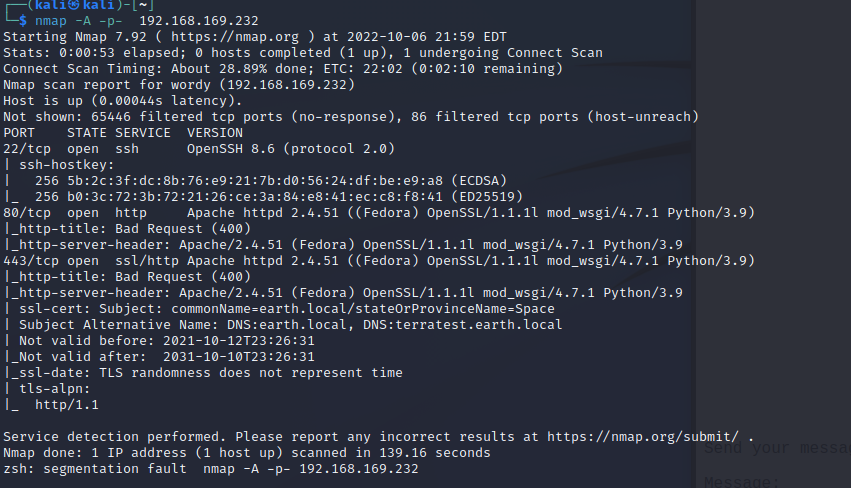 ┌──(kali㉿kali)-[~]
└─$ nmap -A -p-  192.168.169.232
Starting Nmap 7.92 ( https://nmap.org ) at 2022-10-06 21:59 EDT
Stats: 0:00:53 elapsed; 0 hosts completed (1 up), 1 undergoing Connect Scan
Connect Scan Timing: About 28.89% done; ETC: 22:02 (0:02:10 remaining)
Nmap scan report for wordy (192.168.169.232)
Host is up (0.00044s latency).
Not shown: 65446 filtered tcp ports (no-response), 86 filtered tcp ports (host-unreach)
PORT    STATE SERVICE  VERSION
22/tcp  open  ssh      OpenSSH 8.6 (protocol 2.0)
| ssh-hostkey:
|   256 5b:2c:3f:dc:8b:76:e9:21:7b:d0:56:24:df:be:e9:a8 (ECDSA)
|_  256 b0:3c:72:3b:72:21:26:ce:3a:84:e8:41:ec:c8:f8:41 (ED25519)
80/tcp  open  http     Apache httpd 2.4.51 ((Fedora) OpenSSL/1.1.1l mod_wsgi/4.7.1 Python/3.9)
|_http-title: Bad Request (400)
|_http-server-header: Apache/2.4.51 (Fedora) OpenSSL/1.1.1l mod_wsgi/4.7.1 Python/3.9
443/tcp open  ssl/http Apache httpd 2.4.51 ((Fedora) OpenSSL/1.1.1l mod_wsgi/4.7.1 Python/3.9)
|_http-title: Bad Request (400)
|_http-server-header: Apache/2.4.51 (Fedora) OpenSSL/1.1.1l mod_wsgi/4.7.1 Python/3.9
| ssl-cert: Subject: commonName=earth.local/stateOrProvinceName=Space
| Subject Alternative Name: DNS:earth.local, DNS:terratest.earth.local
| Not valid before: 2021-10-12T23:26:31
|_Not valid after:  2031-10-10T23:26:31
|_ssl-date: TLS randomness does not represent time
| tls-alpn:
|_  http/1.1
Service detection performed. Please report any incorrect results at https://nmap.org/submit/ .
Send your messa
Nmap done: 1 IP address (1 host up) scanned in 139.16 seconds
zsh: segmentation fault  nmap -A -p- 192.168.169.232
Message: